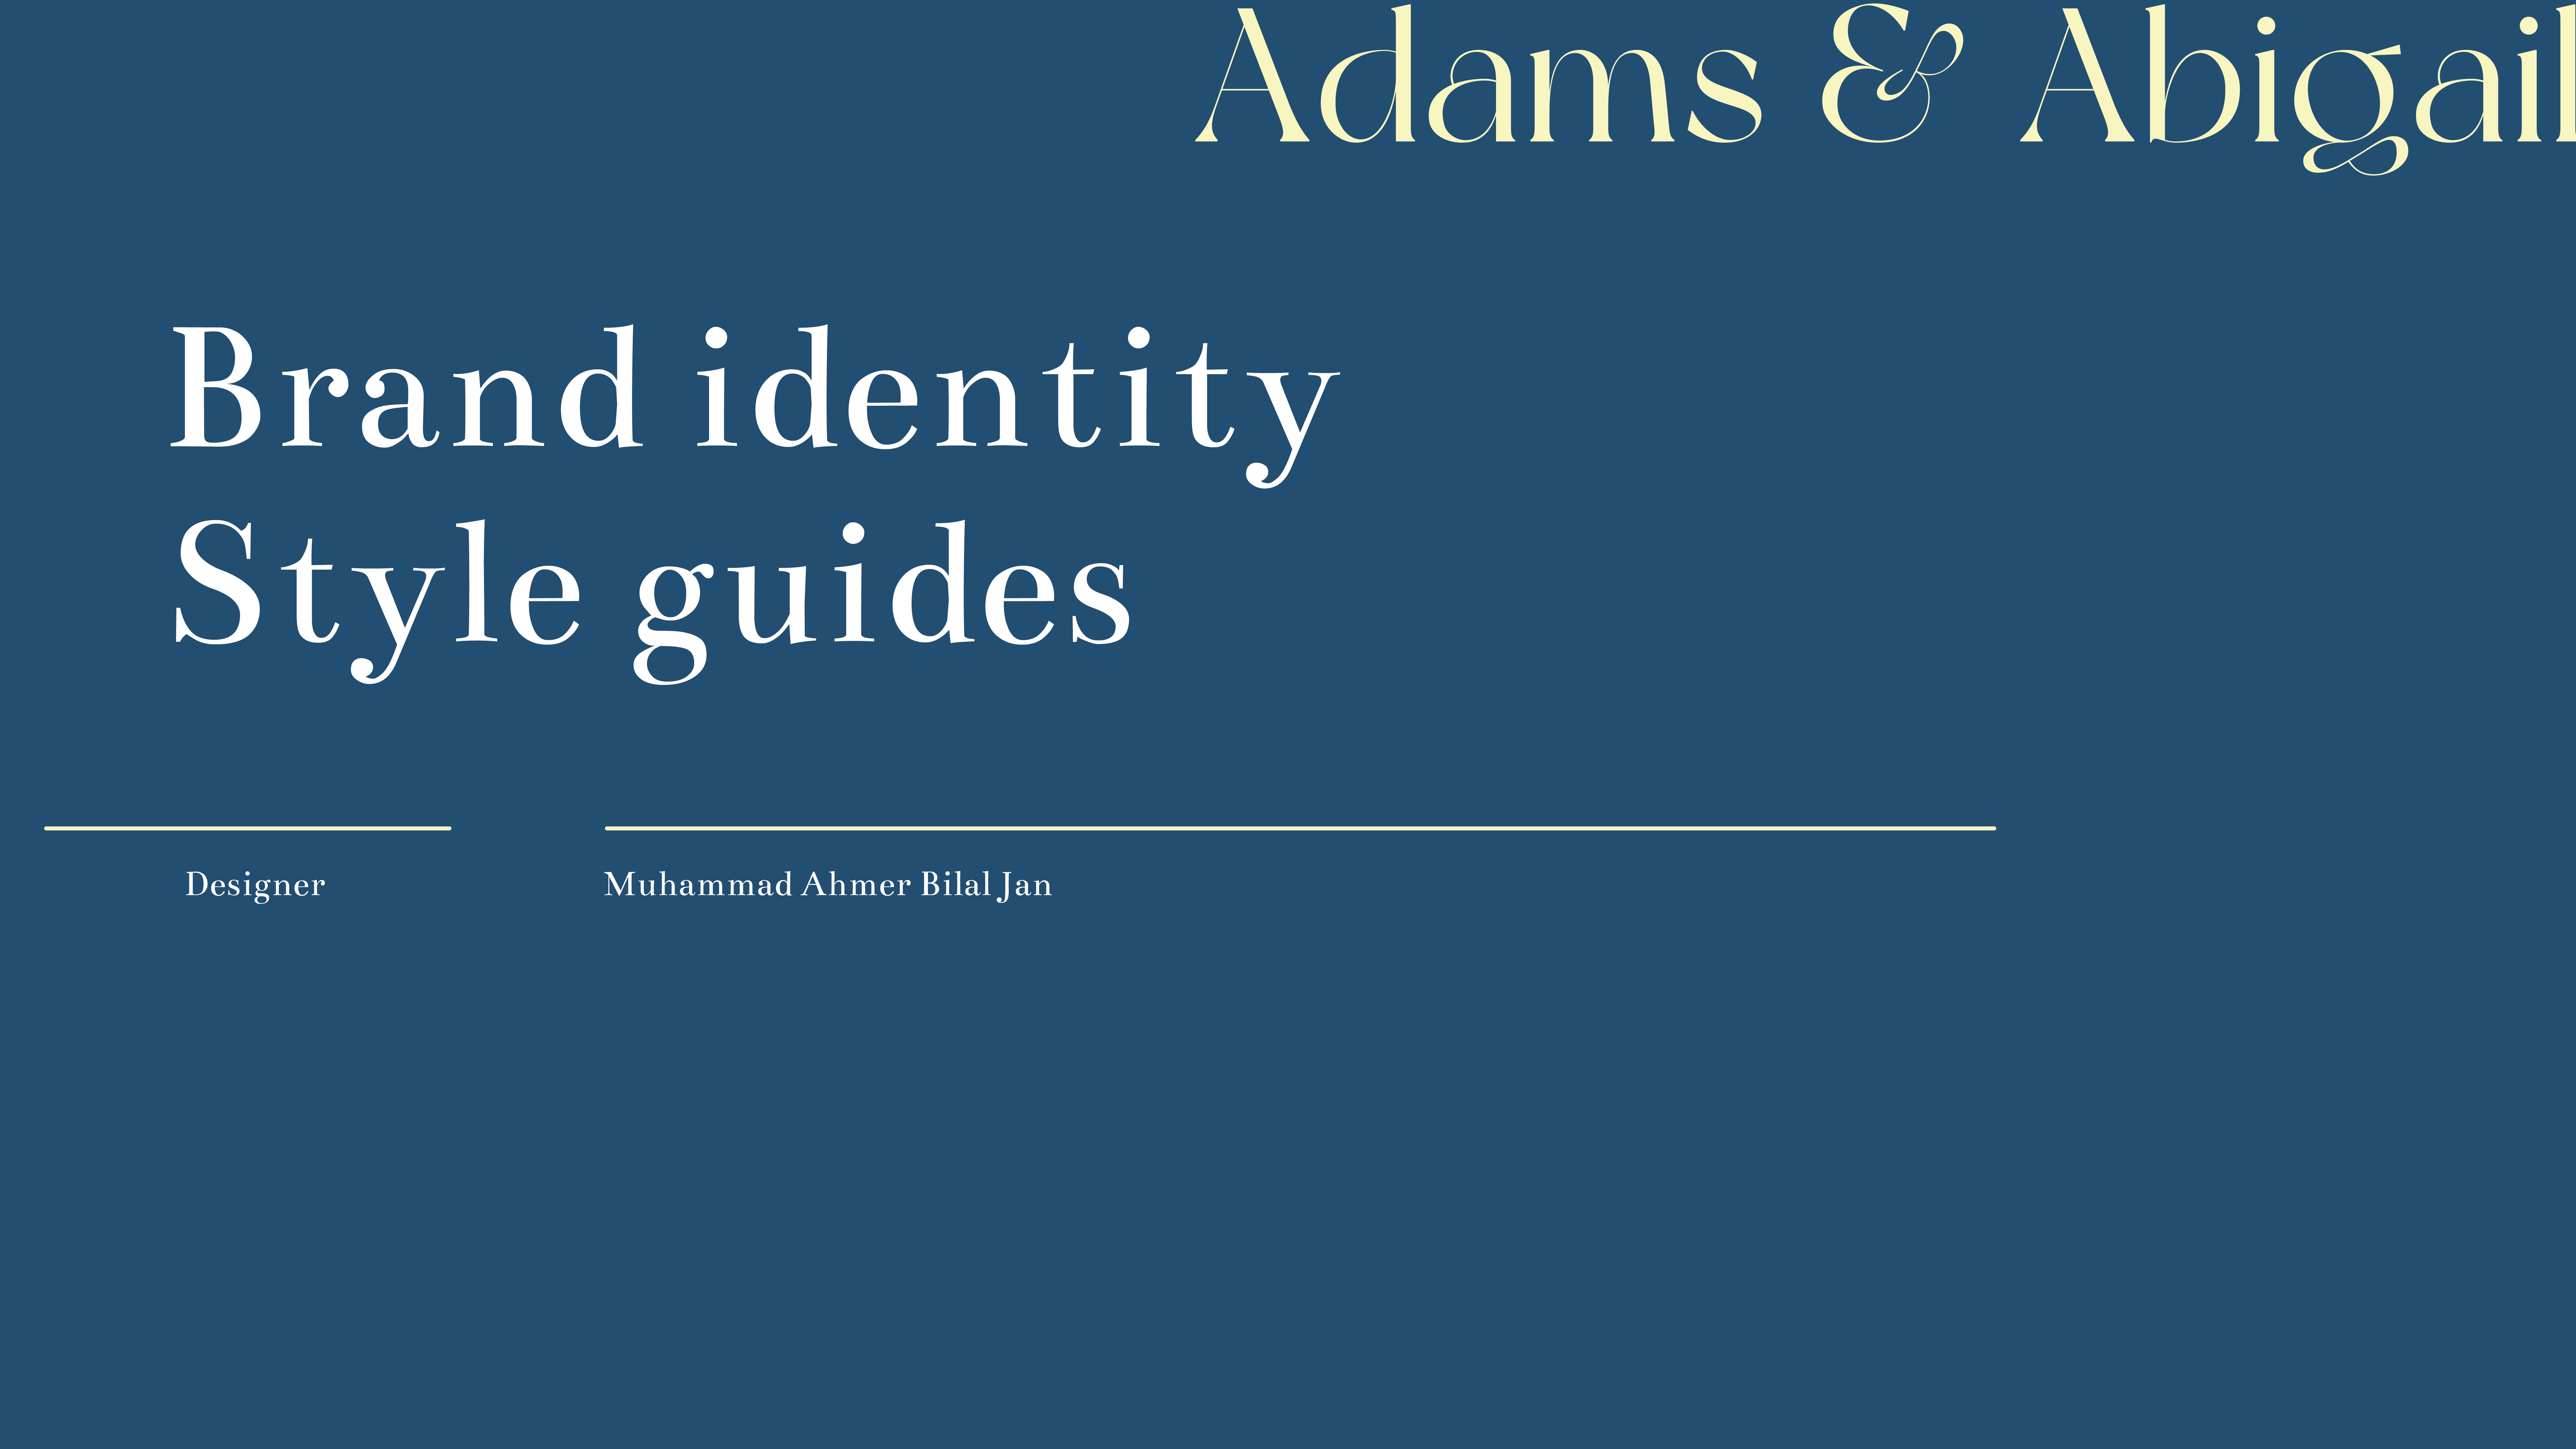 Adams & Abigail
Brand identity
Style guides
Designer
Muhammad Ahmer Bilal Jan